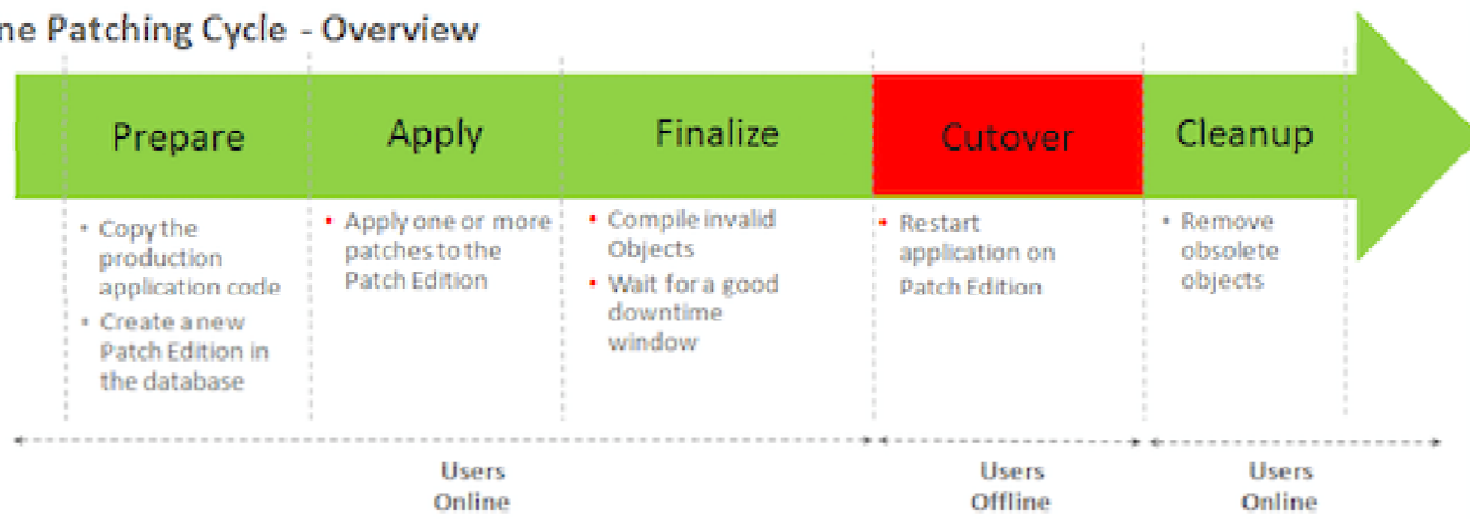 ne Patching Cycle - Overview
Prepare
Apply
Finalize
Cutover
Cleanup
• Copy the
production
application code
• Create a new
Patch Edition in
the database
• Apply one or more
patches to the
Patch Edition
• Compile invalid
Objects
• Wait for a good
downtime
window
• Restart
application on
Patch Edition
• Remove
obsolete
objects
Users
Online
Users
Offline
Users
Online